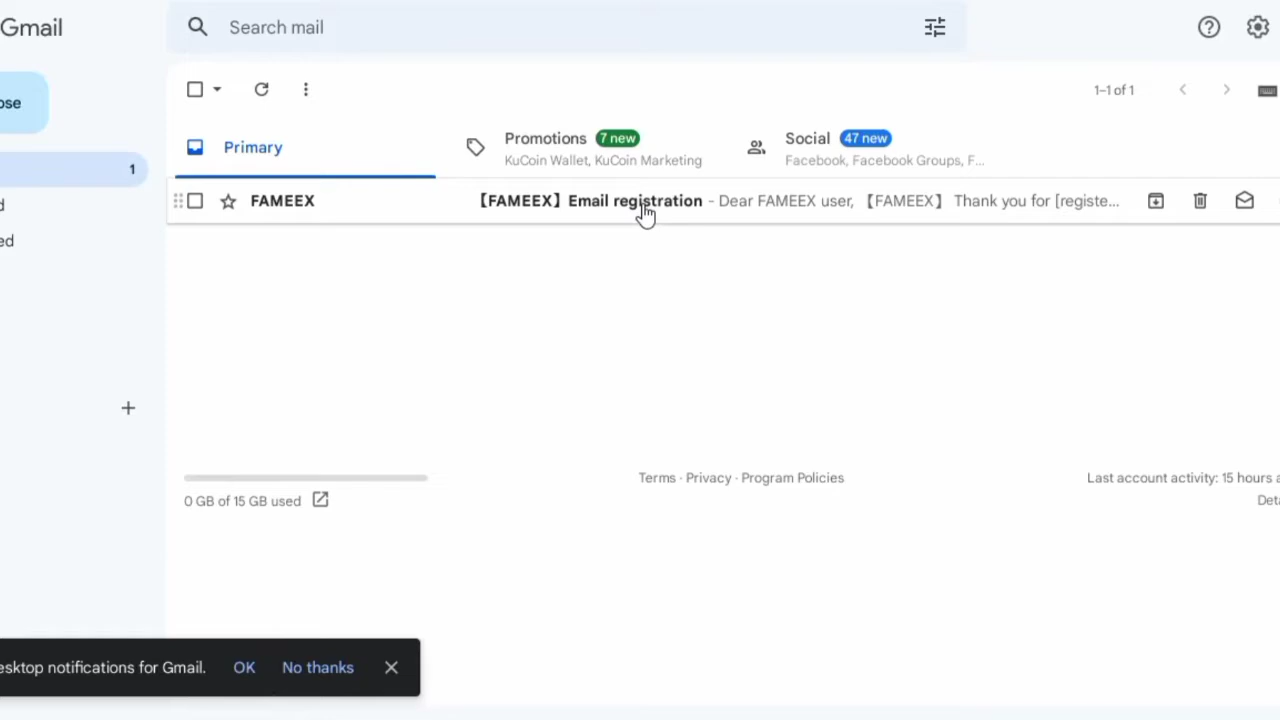 Gmail
Search mail
ose
1–1 of 1
Primary
Promotions 7 new
KuCoin Wallet, KuCoin Marketing
Social 47 new
Facebook, Facebook Groups, F...
1
FAMEEX 【FAMEEX】Email registration - Dear FAMEEX user, 【FAMEEX】 Thank you for [registe...
d
ed
Terms · Privacy · Program Policies
Last account activity: 15 hours a
0 GB of 15 GB used
Deta
esktop notifications for Gmail. OK No thanks